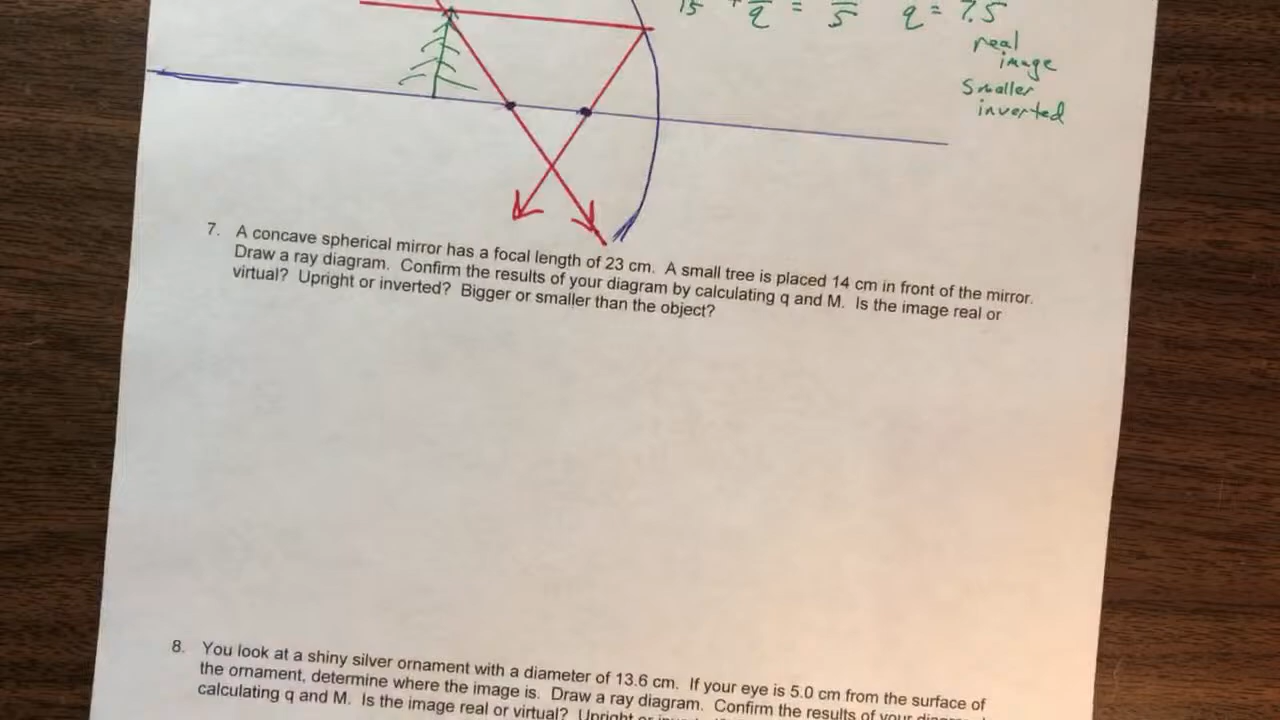 15 + q = 5 q = 7.5
real
image
Smaller
inverted
7. A concave spherical mirror has a focal length of 23 cm. A small tree is placed 14 cm in front of the mirror.
Draw a ray diagram. Confirm the results of your diagram by calculating q and M. Is the image real or
virtual? Upright or inverted? Bigger or smaller than the object?
8. You look at a shiny silver ornament with a diameter of 13.6 cm. If your eye is 5.0 cm from the surface of
the ornament, determine where the image is. Draw a ray diagram. Confirm the results of your
calculating q and M. Is the image real or virtual? Upright or